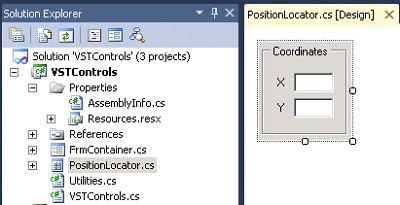 Solution Explorer
Solution 'VSTControls' (3 projects)
VSTControls
Properties
AssemblyInfo.cs
Resources.resx
References
FrmContainer.cs
PositionLocator.cs
Utilities.cs
VSTControls.cs
PositionLocator.cs [Design]
Coordinates
X
Y